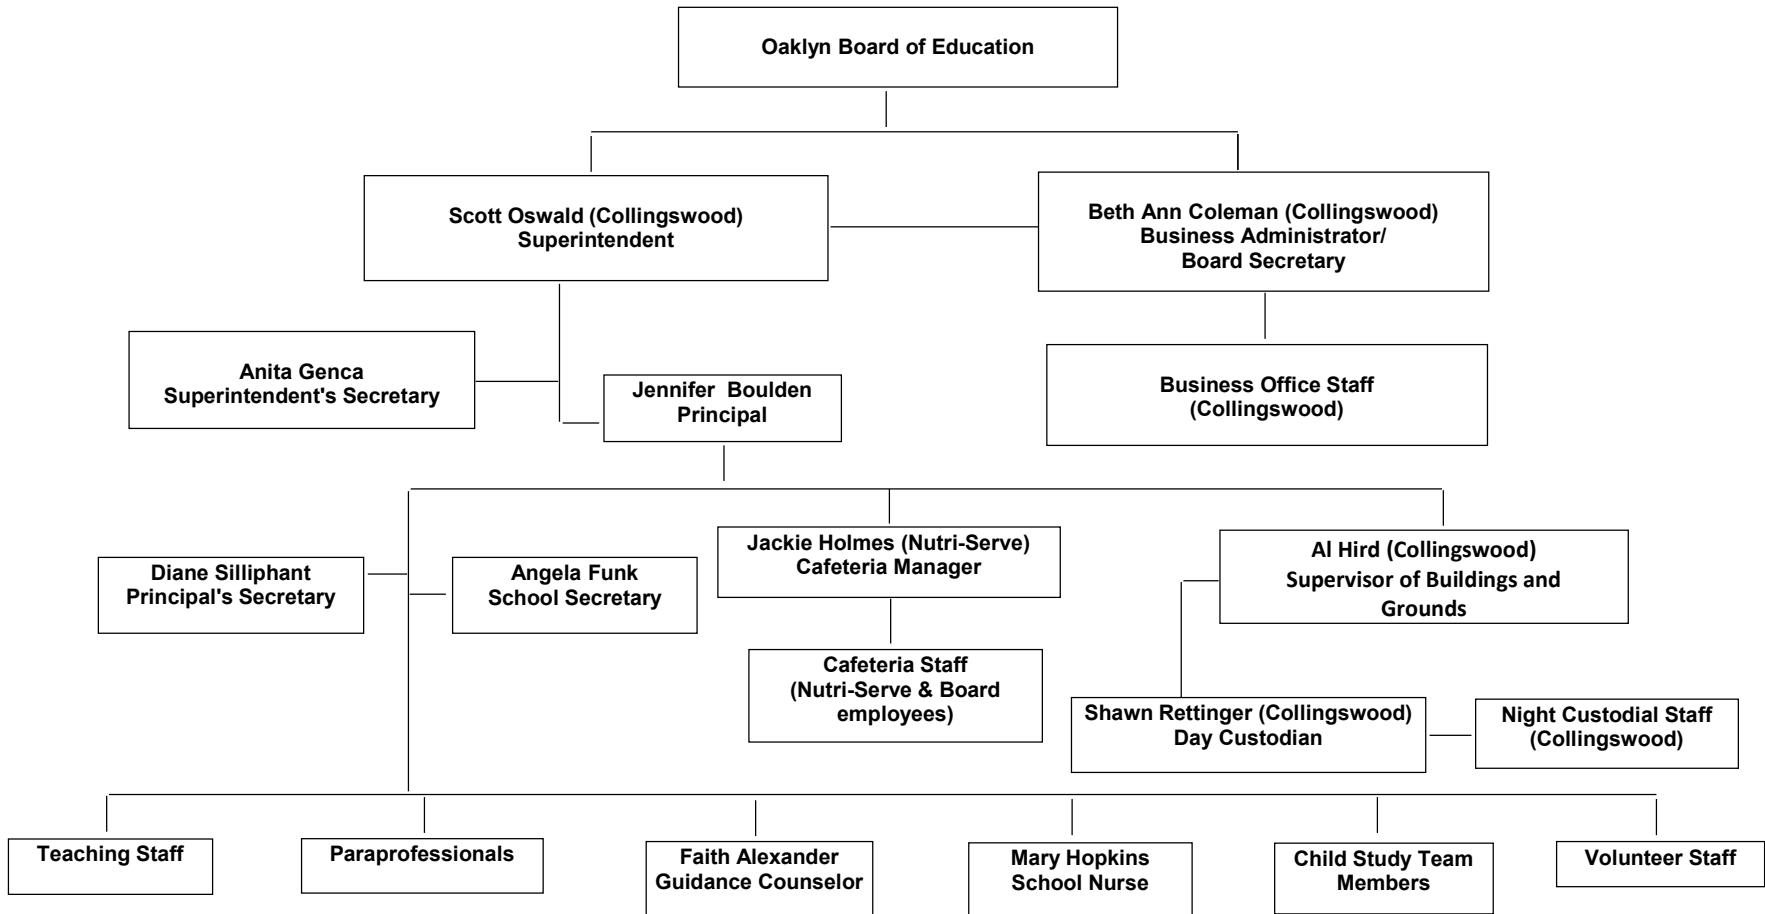 Oaklyn Board of Education
Scott Oswald (Collingswood)
Superintendent
Beth Ann Coleman (Collingswood)
Business Administrator/
Board Secretary
Anita Genca
Superintendent's Secretary
Jennifer Boulden
Principal
Business Office Staff
(Collingswood)
Diane Silliphant
Principal's Secretary
Angela Funk
School Secretary
Jackie Holmes (Nutri-Serve)
Cafeteria Manager
Al Hird (Collingswood)
Supervisor of Buildings and
Grounds
Cafeteria Staff
(Nutri-Serve & Board
employees)
Shawn Rettinger (Collingswood)
Day Custodian
Night Custodial Staff
(Collingswood)
Teaching Staff
Paraprofessionals
Faith Alexander
Guidance Counselor
Mary Hopkins
School Nurse
Child Study Team
Members
Volunteer Staff